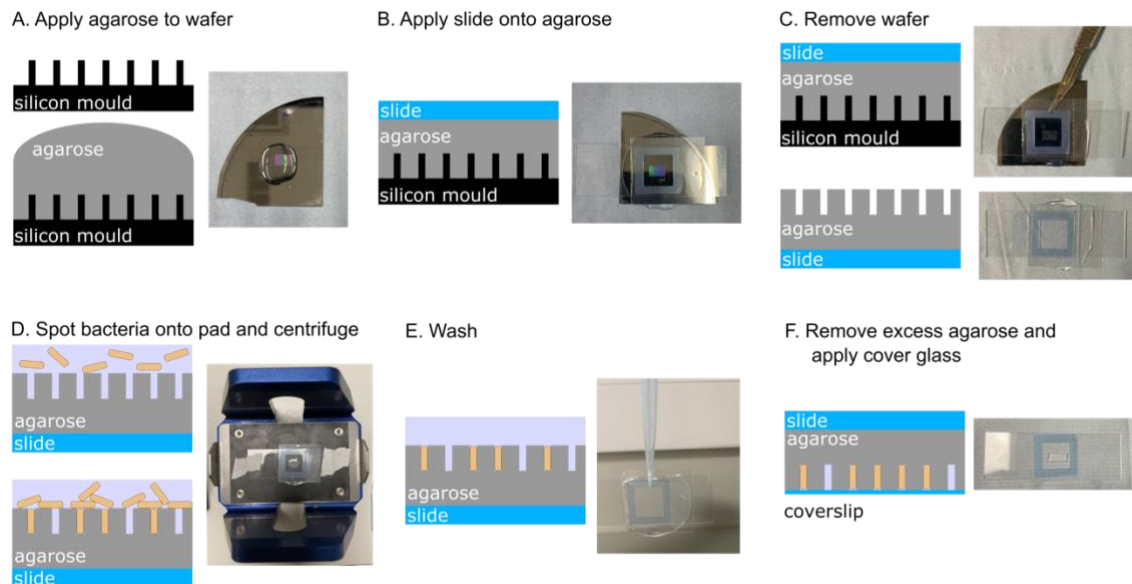 A. Apply agarose to wafer
silicon mould
agarose
silicon mould
B. Apply slide onto agarose
slide
agarose
silicon mould
C. Remove wafer
slide
agarose
silicon mould
agarose
slide
D. Spot bacteria onto pad and centrifuge
agarose
slide
agarose
slide
E. Wash
agarose
slide
F. Remove excess agarose and
apply cover glass
slide
agarose
coverslip